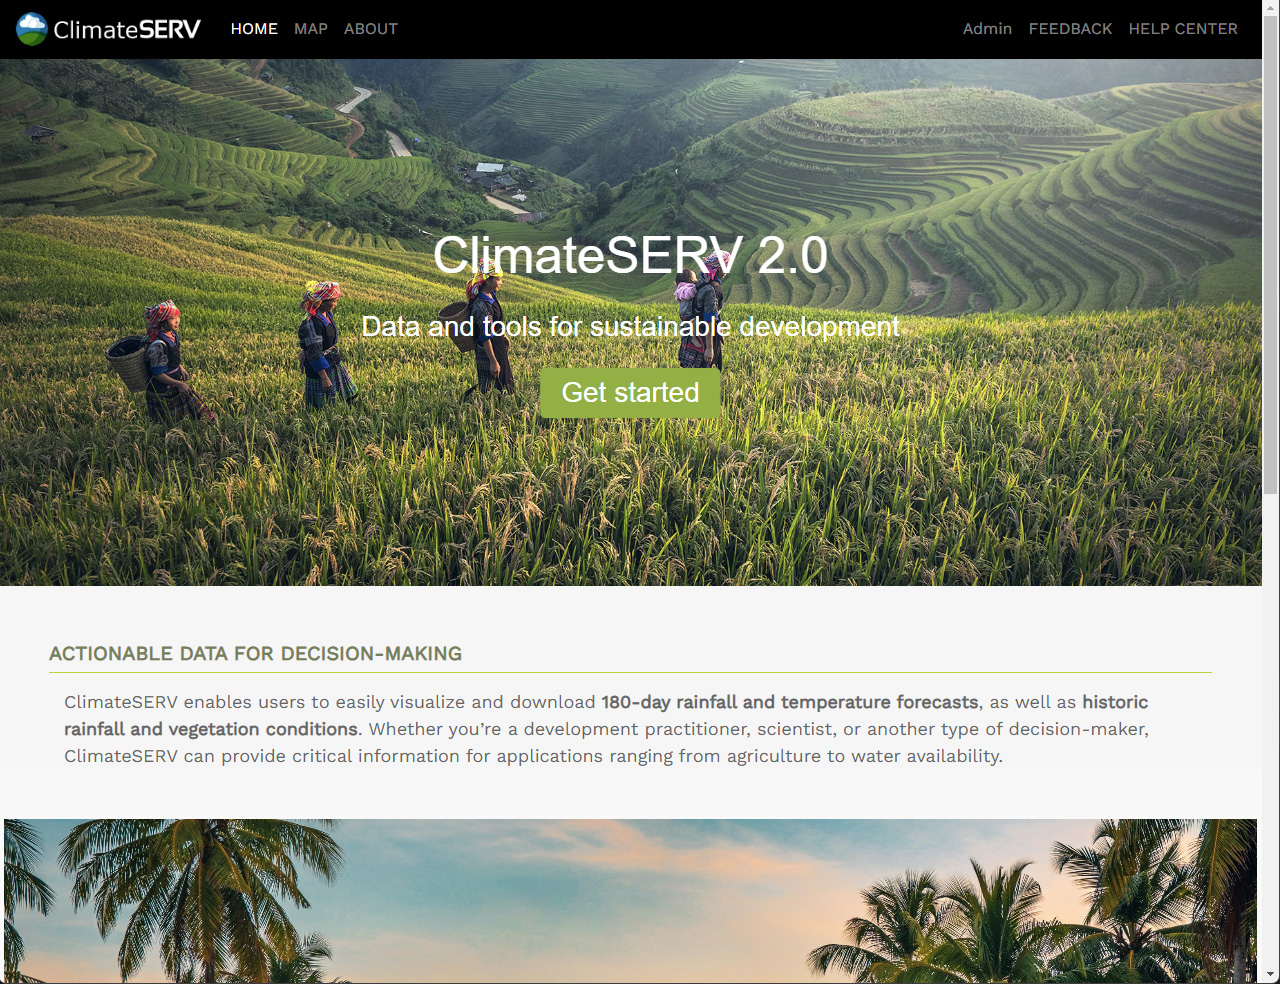 ClimateSERV
HOME MAP ABOUT
Admin FEEDBACK HELP CENTER
ClimateSERV 2.0
Data and tools for sustainable development
Get started
ACTIONABLE DATA FOR DECISION-MAKING
ClimateSERV enables users to easily visualize and download 180-day rainfall and temperature forecasts, as well as historic
rainfall and vegetation conditions. Whether you’re a development practitioner, scientist, or another type of decision-maker,
ClimateSERV can provide critical information for applications ranging from agriculture to water availability.